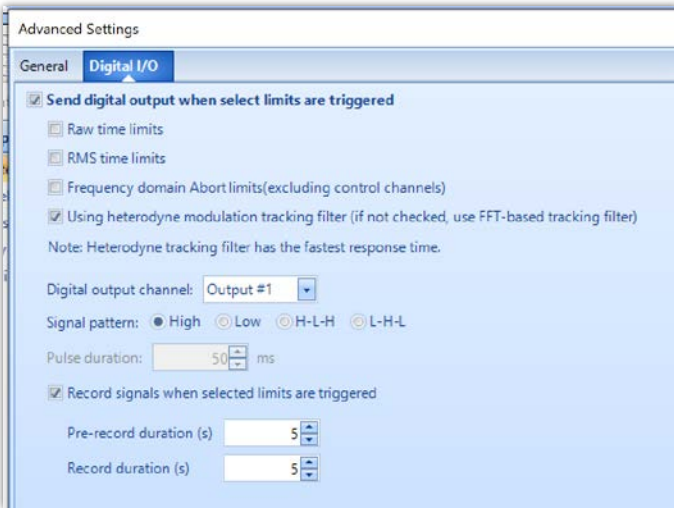 Advanced Settings
General Digital I/O
Send digital output when select limits are triggered
Raw time limits
RMS time limits
Frequency domain Abort limits(excluding control channels)
Using heterodyne modulation tracking filter (if not checked, use FFT-based tracking filter)
Note: Heterodyne tracking filter has the fastest response time.
Digital output channel: Output #1
Signal pattern: High Low H-L-H L-H-L
Pulse duration: 50 ms
Record signals when selected limits are triggered
Pre-record duration (s) 5
Record duration (s) 5